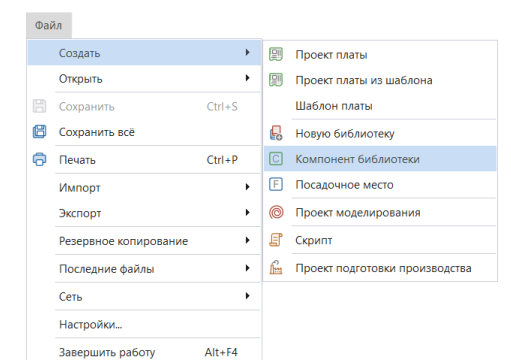 Файл
Создать
Открыть
Сохранить Ctrl+S
Сохранить всё
Печать Ctrl+P
Импорт
Экспорт
Резервное копирование
Последние файлы
Сеть
Настройки...
Завершить работу Alt+F4
Проект платы
Проект платы из шаблона
Шаблон платы
Новую библиотеку
C Компонент библиотеки
F Посадочное место
Проект моделирования
Скрипт
Проект подготовки производства